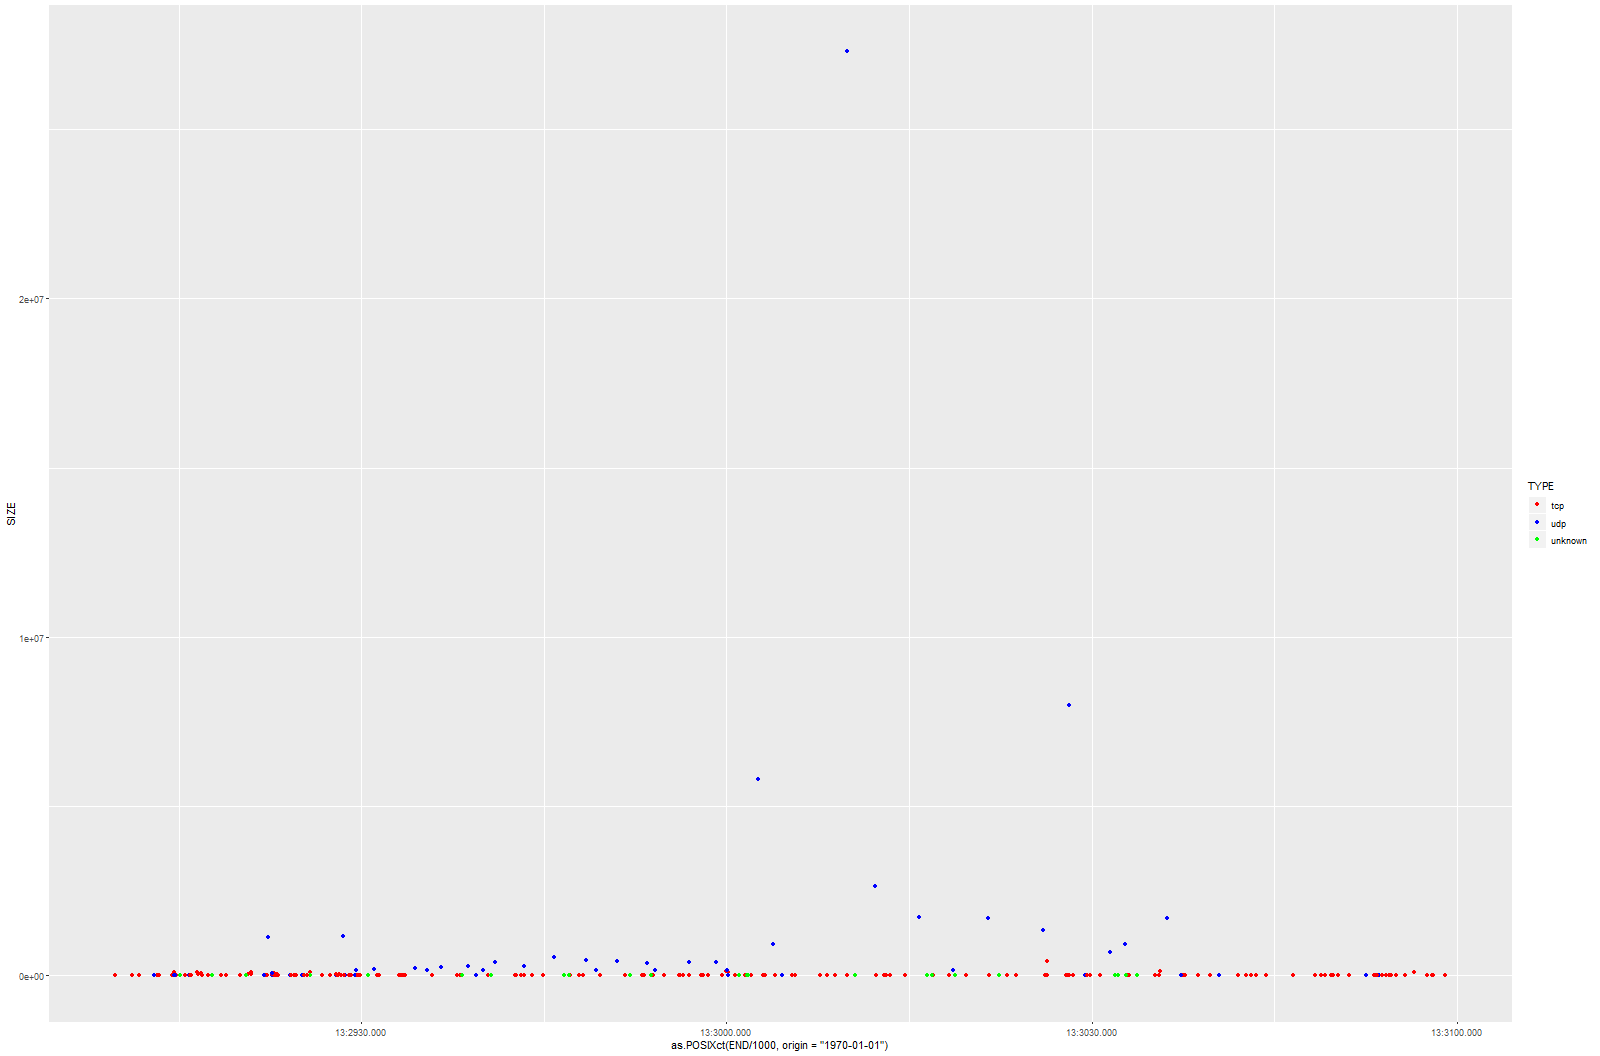 2e+07
1e+07
0e+00
SIZE
13:2930.000
13:3000.000
13:3030.000
13:3100.000
as.POSIXct(END/1000, origin = "1970-01-01")
TYPE
tcp
udp
unknown